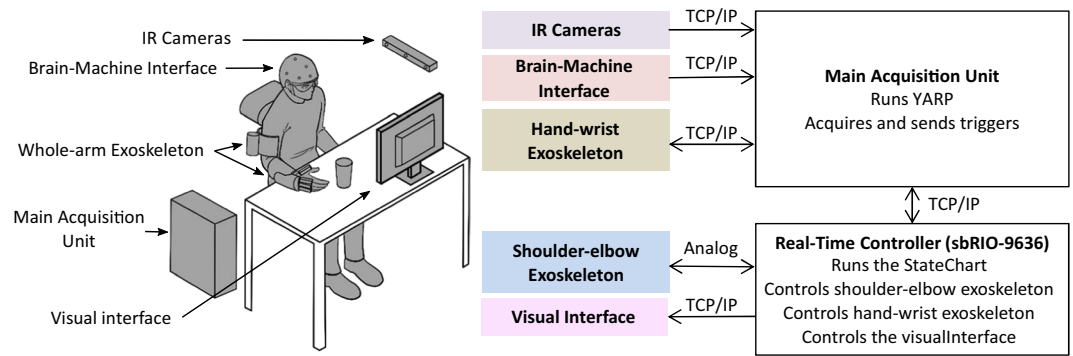 IR Cameras
Brain-Machine Interface
Whole-arm Exoskeleton
Main Acquisition
Unit
Visual interface
IR Cameras
TCP/IP
Brain-Machine
Interface
TCP/IP
Hand-wrist
Exoskeleton
TCP/IP
Main Acquisition Unit
Runs YARP
Acquires and sends triggers
TCP/IP
Shoulder-elbow
Exoskeleton
Analog
Visual Interface
TCP/IP
Real-Time Controller (sbRIO-9636)
Runs the StateChart
Controls shoulder-elbow exoskeleton
Controls hand-wrist exoskeleton
Controls the visualInterface